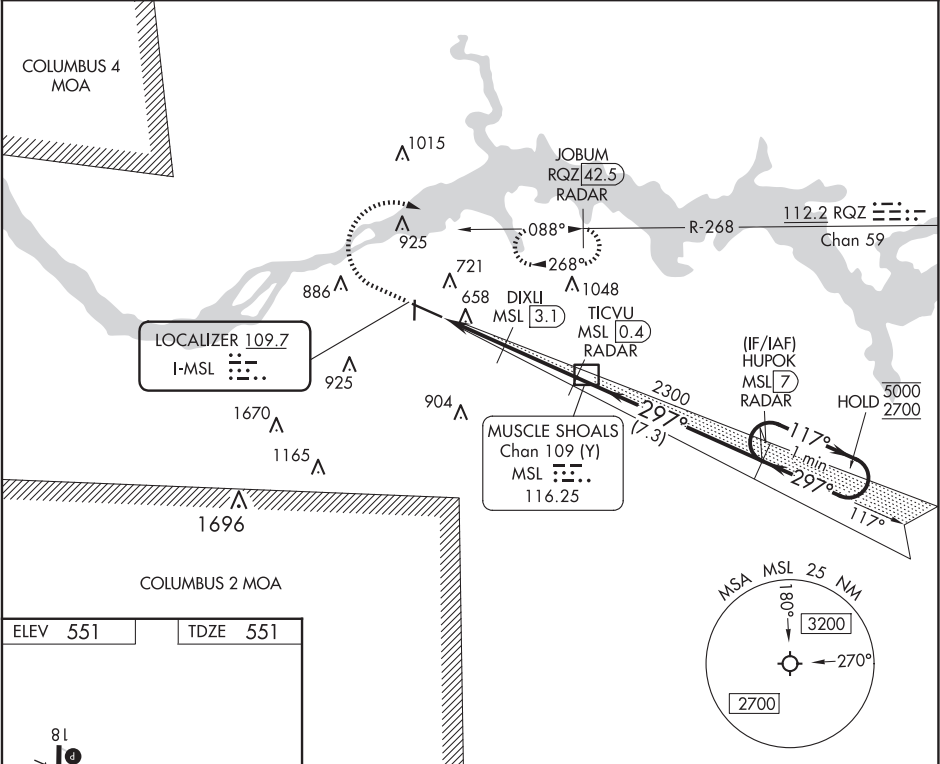 COLUMBUS 4
MOA
1015
925
886
721
658
1048
925
904
1670
1165
1696
JOBUM
RQZ 42.5
RADAR
088°
268°
R-268
112.2 RQZ
Chan 59
LOCALIZER 109.7
I-MSL
DIXLI
MSL 3.1
TICVU
MSL 0.4
RADAR
(IF/IAF)
HUPOK
MSL 7
RADAR
HOLD
5000
2700
2300
297°
(7.3)
117°
1 min
297°
117°
MUSCLE SHOALS
Chan 109 (Y)
MSL
116.25
COLUMBUS 2 MOA
MSA MSL 25 NM
180°
3200
270°
2700
ELEV 551
TDZE 551
18
P